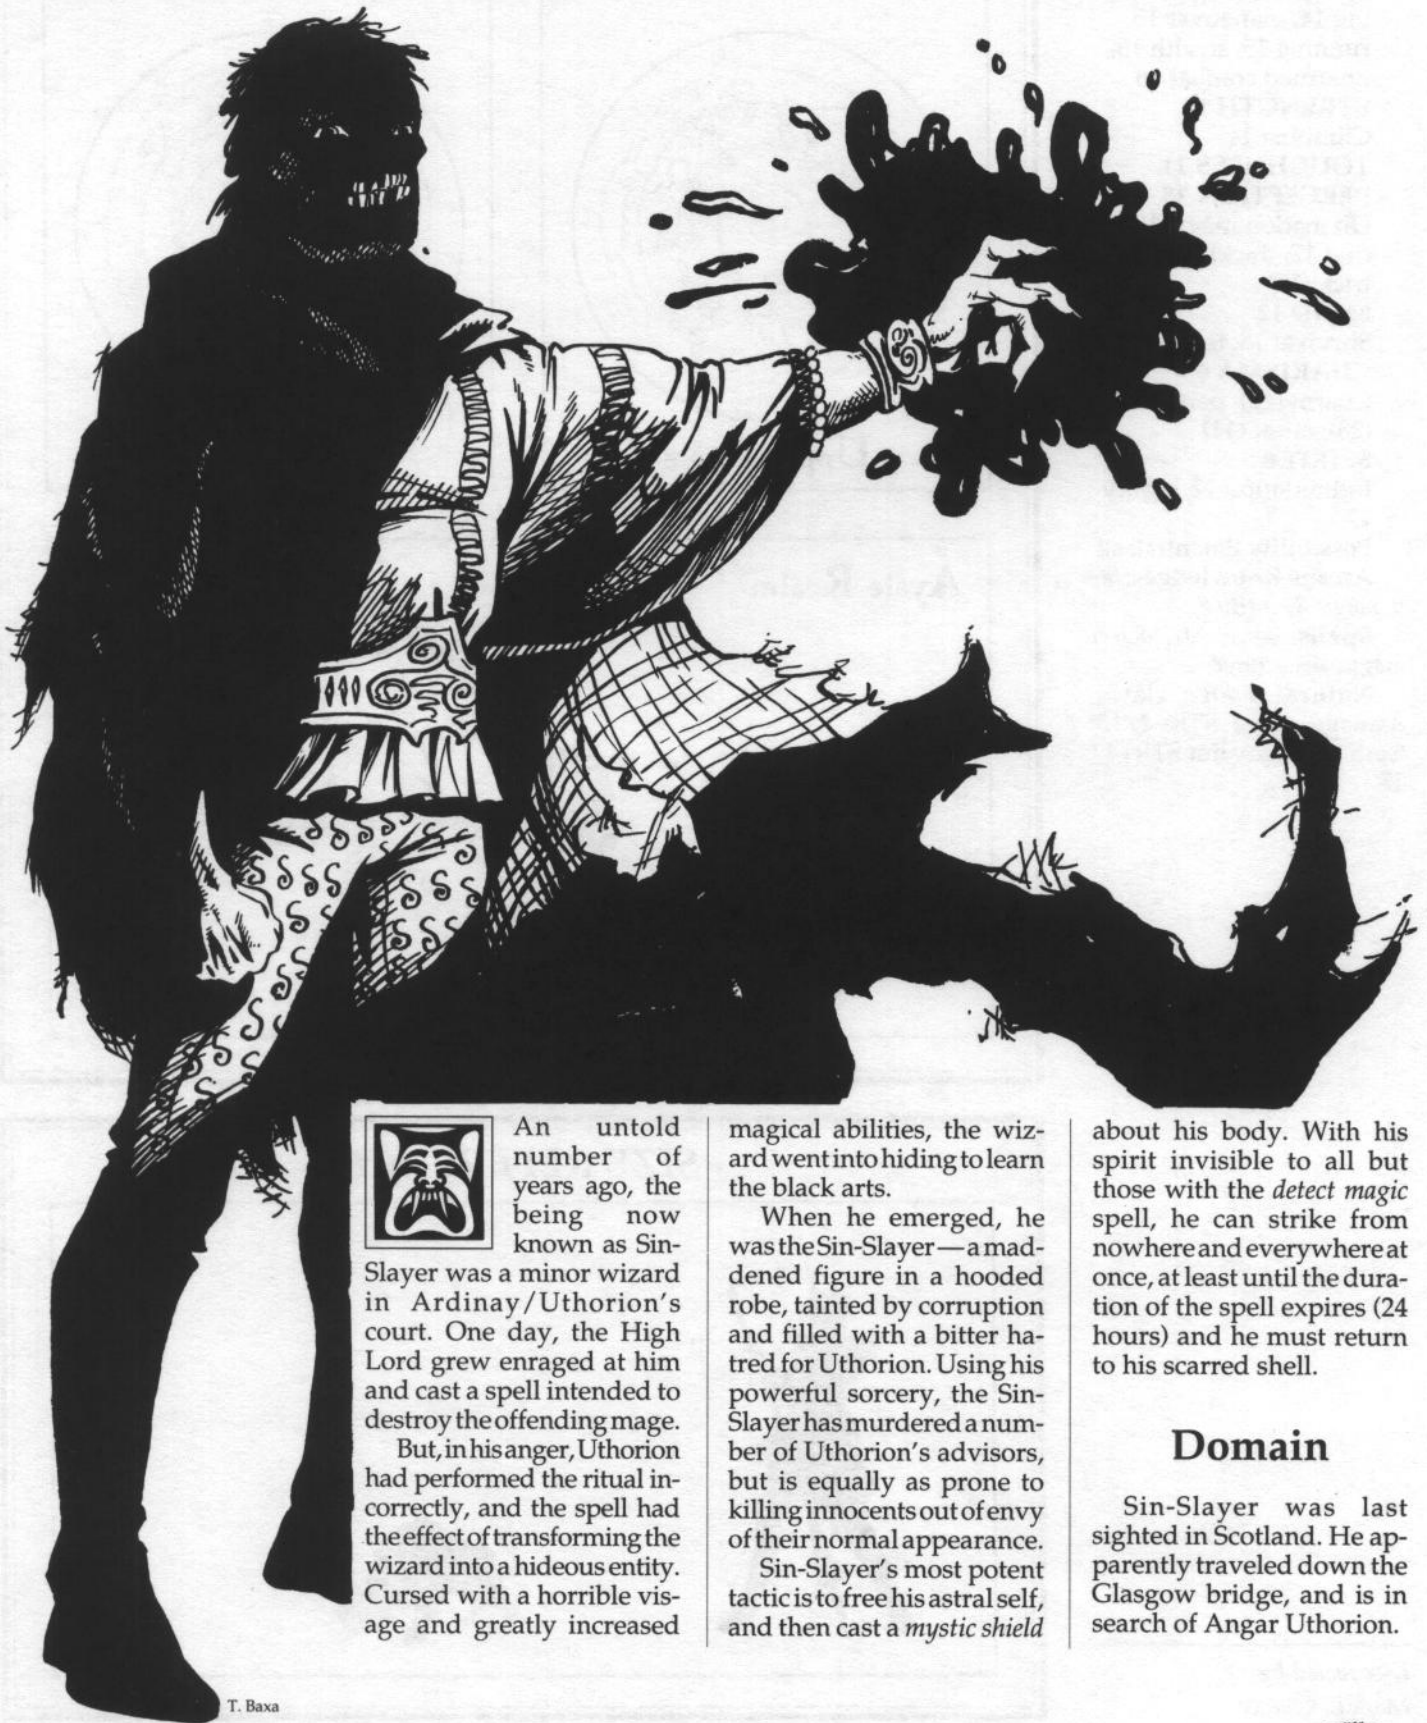 An untold
number of
years ago, the
being now
known as Sin-
Slayer was a minor wizard
in Ardinay/Uthorion's
court. One day, the High
Lord grew enraged at him
and cast a spell intended to
destroy the offending mage.
But, in his anger, Uthorion
had performed the ritual in-
correctly, and the spell had
the effect of transforming the
wizard into a hideous entity.
Cursed with a horrible vis-
age and greatly increased
magical abilities, the wiz-
ard went into hiding to learn
the black arts.
When he emerged, he
was the Sin-Slayer—a mad-
dened figure in a hooded
robe, tainted by corruption
and filled with a bitter ha-
tred for Uthorion. Using his
powerful sorcery, the Sin-
Slayer has murdered a num-
ber of Uthorion's advisors,
but is equally as prone to
killing innocents out of envy
of their normal appearance.
Sin-Slayer's most potent
tactic is to free his astral self,
and then cast a mystic shield
about his body. With his
spirit invisible to all but
those with the detect magic
spell, he can strike from
nowhere and everywhere at
once, at least until the dura-
tion of the spell expires (24
hours) and he must return
to his scarred shell.
Domain
Sin-Slayer was last
sighted in Scotland. He ap-
parently traveled down the
Glasgow bridge, and is in
search of Angar Uthorion.
T. Baxa